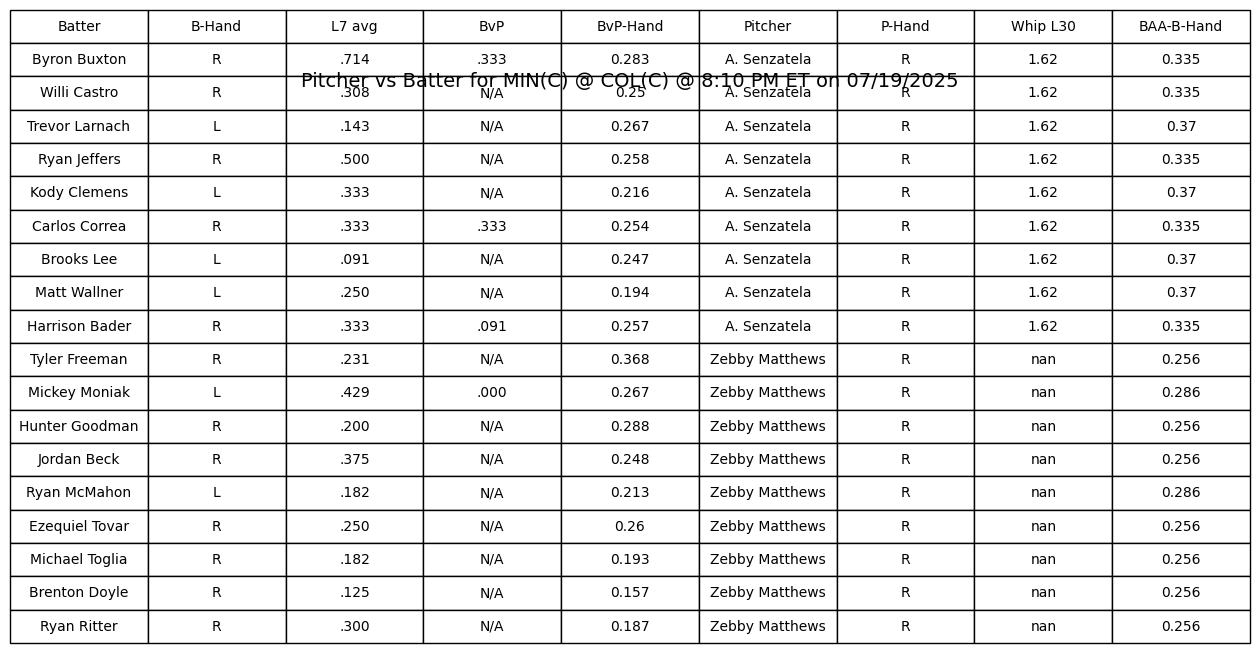 Batter B-Hand L7 avg BvP BvP-Hand Pitcher P-Hand Whip L30 BAA-B-Hand
Byron Buxton R .714 .333 0.283 A. Senzatela R 1.62 0.335
Pitcher vs Batter for MIN(C) @ COL(C) @ 8:10 PM ET on 07/19/2025
Willi Castro R .308 N/A 0.25 A. Senzatela R 1.62 0.335
Trevor Larnach L .143 N/A 0.267 A. Senzatela R 1.62 0.37
Ryan Jeffers R .500 N/A 0.258 A. Senzatela R 1.62 0.335
Kody Clemens L .333 N/A 0.216 A. Senzatela R 1.62 0.37
Carlos Correa R .333 .333 0.254 A. Senzatela R 1.62 0.335
Brooks Lee L .091 N/A 0.247 A. Senzatela R 1.62 0.37
Matt Wallner L .250 N/A 0.194 A. Senzatela R 1.62 0.37
Harrison Bader R .333 .091 0.257 A. Senzatela R 1.62 0.335
Tyler Freeman R .231 N/A 0.368 Zebby Matthews R nan 0.256
Mickey Moniak L .429 .000 0.267 Zebby Matthews R nan 0.286
Hunter Goodman R .200 N/A 0.288 Zebby Matthews R nan 0.256
Jordan Beck R .375 N/A 0.248 Zebby Matthews R nan 0.256
Ryan McMahon L .182 N/A 0.213 Zebby Matthews R nan 0.286
Ezequiel Tovar R .250 N/A 0.26 Zebby Matthews R nan 0.256
Michael Toglia R .182 N/A 0.193 Zebby Matthews R nan 0.256
Brenton Doyle R .125 N/A 0.157 Zebby Matthews R nan 0.256
Ryan Ritter R .300 N/A 0.187 Zebby Matthews R nan 0.256